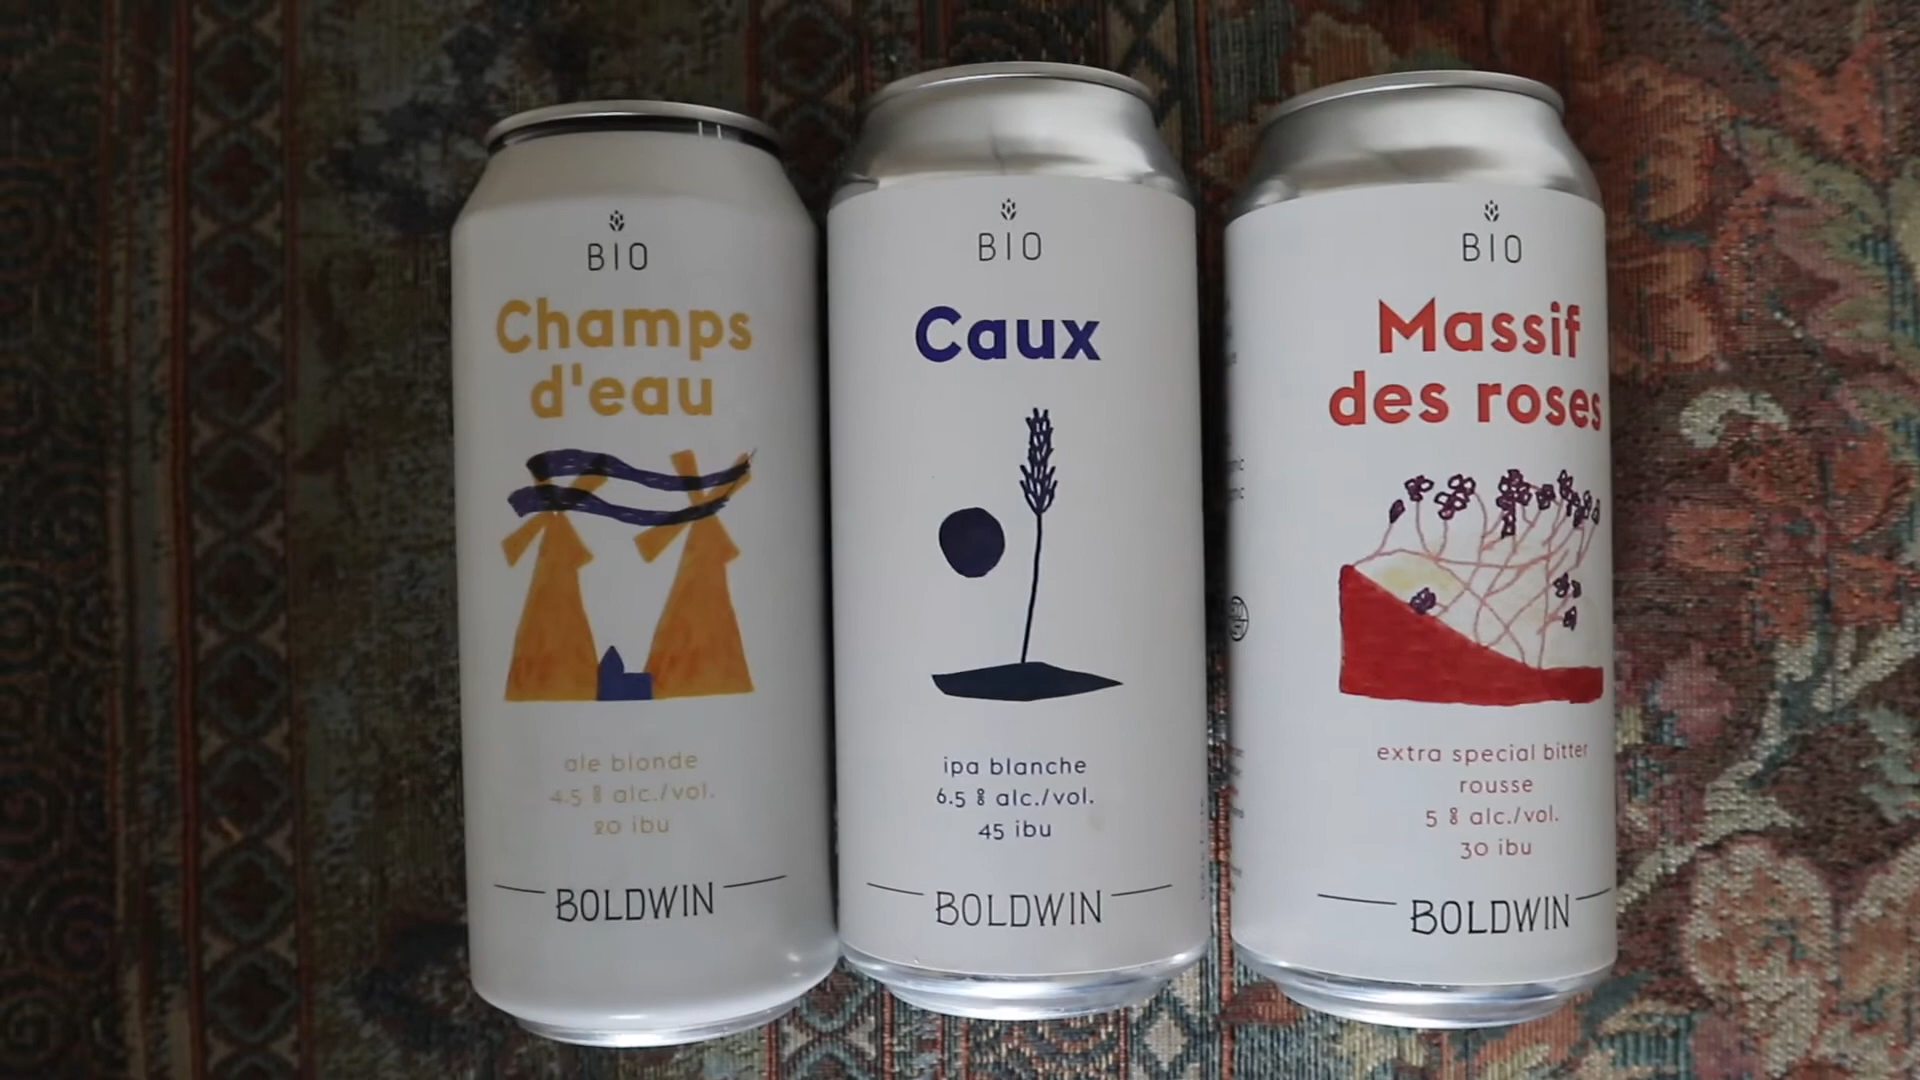 BIO
Champs
d'eau
ale blonde
4.5 % alc./vol.
20 ibu
BOLDWIN
BIO
Caux
ipa blanche
6.5 % alc./vol.
45 ibu
BOLDWIN
BIO
Massif
des roses
extra special bitter
rousse
5 % alc./vol.
30 ibu
BOLDWIN